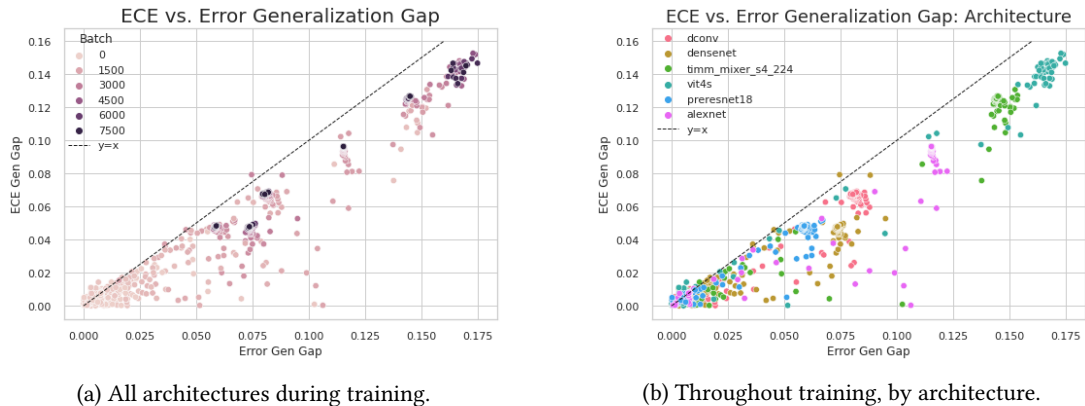 ECE vs. Error Generalization Gap
Batch
0
1500
3000
4500
6000
7500
y=x
0.16
0.14
0.12
0.10
0.08
0.06
0.04
0.02
0.00
ECE Gen Gap
0.000 0.025 0.050 0.075 0.100 0.125 0.150 0.175
Error Gen Gap
(a) All architectures during training.
ECE vs. Error Generalization Gap: Architecture
dconv
densenet
timm_mixer_s4_224
vit4s
preresnet18
alexnet
y=x
0.16
0.14
0.12
0.10
0.08
0.06
0.04
0.02
0.00
ECE Gen Gap
0.000 0.025 0.050 0.075 0.100 0.125 0.150 0.175
Error Gen Gap
(b) Throughout training, by architecture.